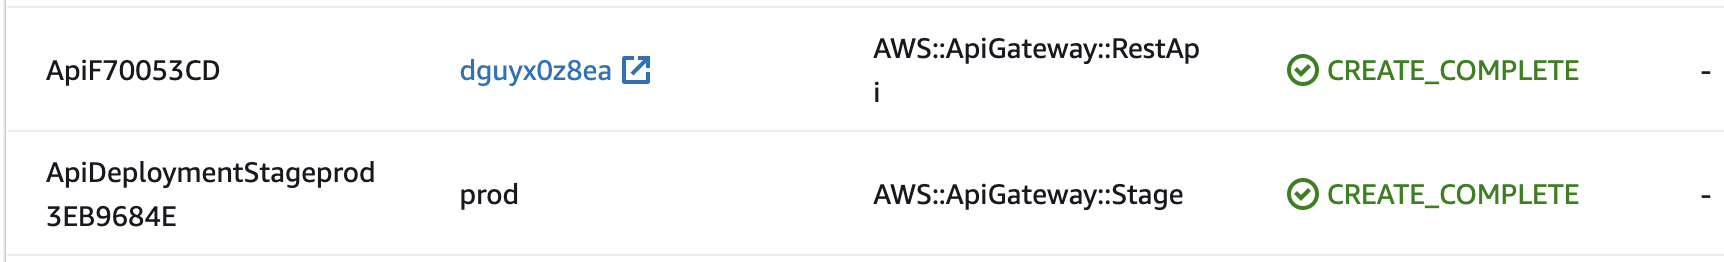 ApiF70053CD
dguyx0z8ea
AWS::ApiGateway::RestAp
i
CREATE_COMPLETE
-
ApiDeploymentStageprod
3EB9684E
prod
AWS::ApiGateway::Stage
CREATE_COMPLETE
-